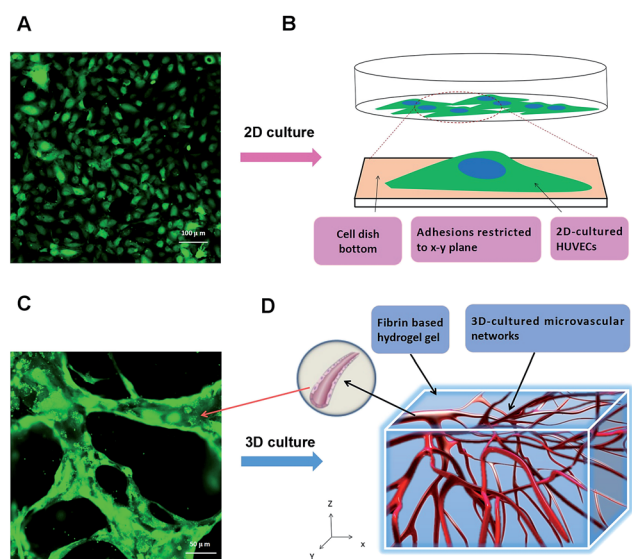 A
B
2D culture
100 μm
Cell dish
bottom
Adhesions restricted
to x-y plane
2D-cultured
HUVECs
C
D
Fibrin based
hydrogel gel
3D-cultured microvascular
networks
3D culture
50 μm
Z
Y
x